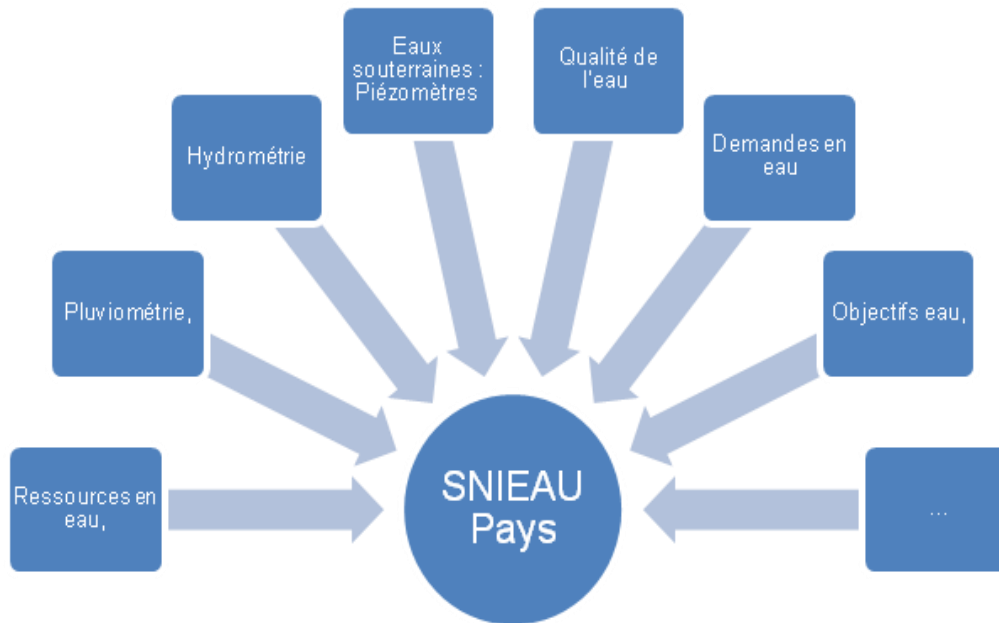 Eaux
souterraines :
Piézomètres
Qualité de
l'eau
Hydrométrie
Demandes en
eau
Pluviométrie,
Objectifs eau,
Ressources en
eau,
SNIEAU
Pays
...